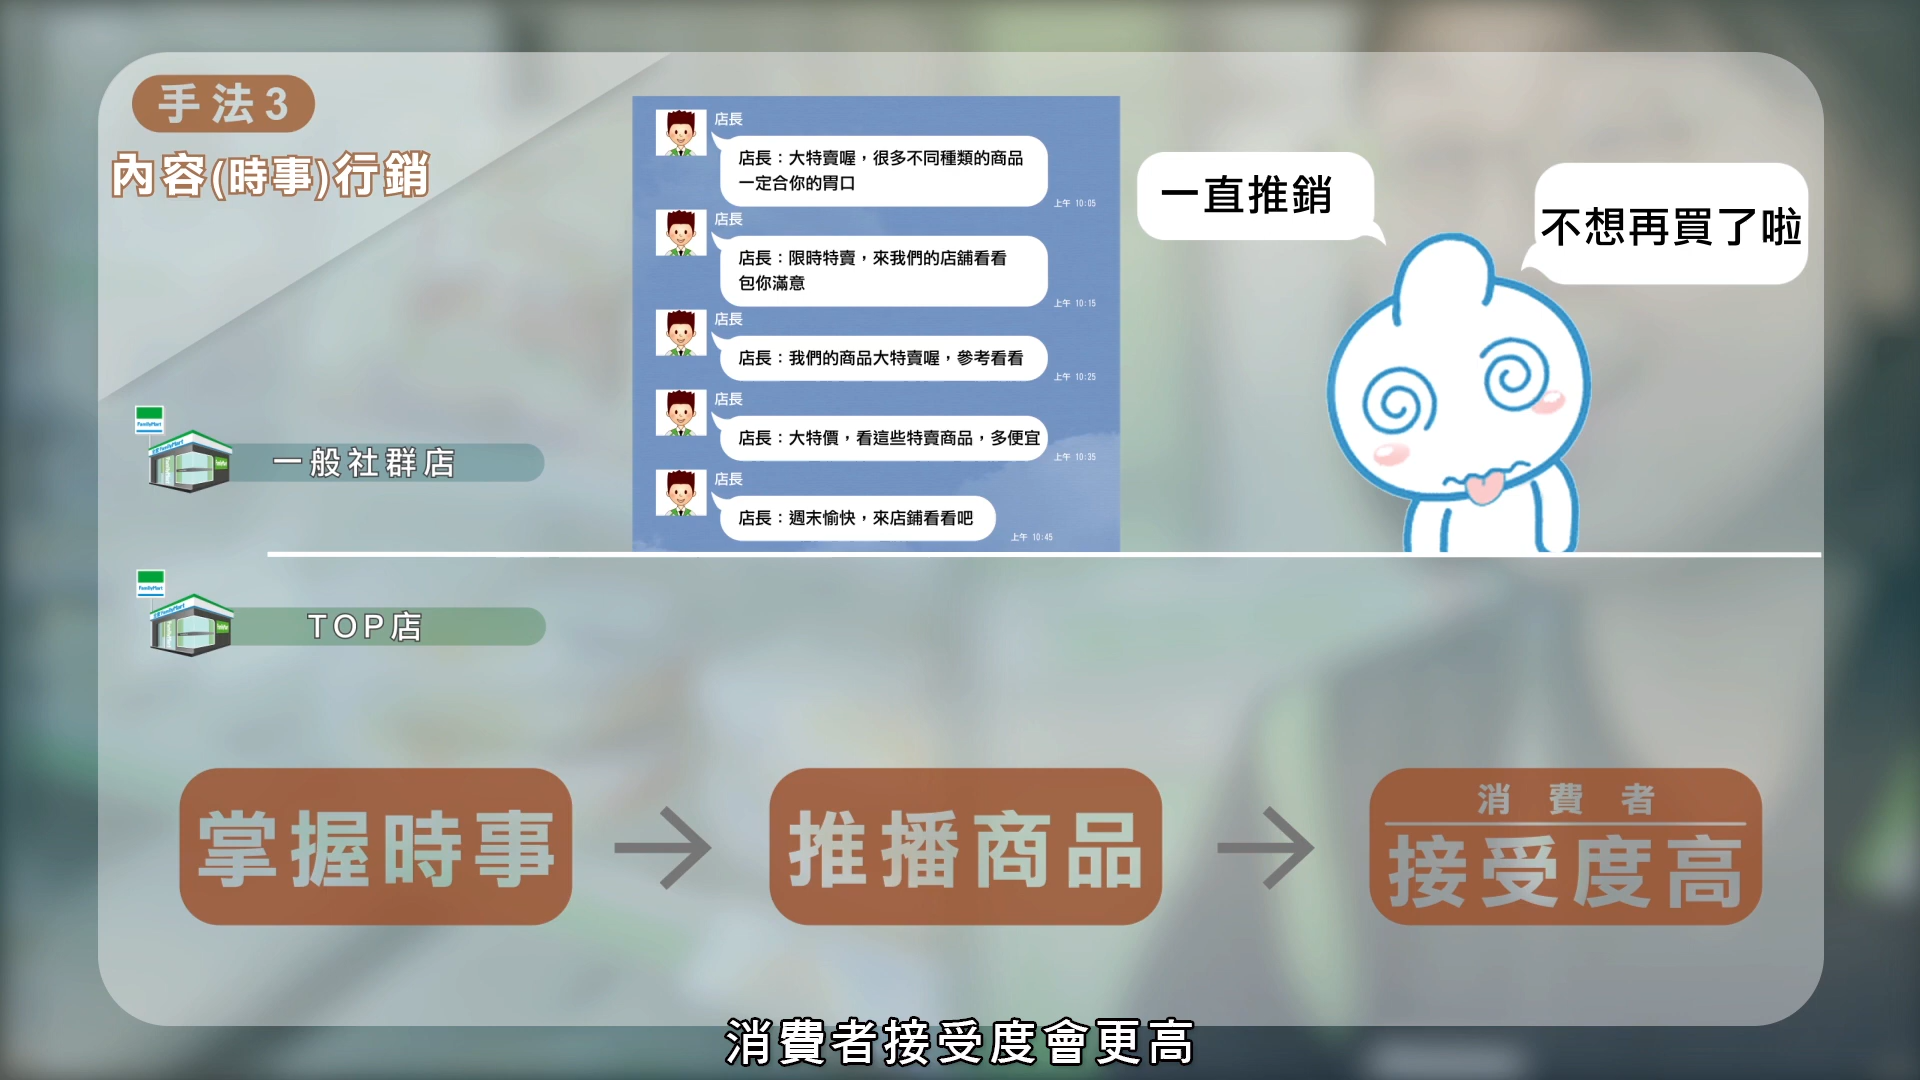 手法3
內容(時事)行銷
店長
店長：大特賣喔，很多不同種類的商品
一定合你的胃口
上午 10:05
店長
店長：限時特賣，來我們的店舖看看
包你滿意
上午 10:15
店長
店長：我們的商品大特賣喔，參考看看
上午 10:25
店長
店長：大特價，看這些特賣商品，多便宜
上午 10:35
店長
店長：週末愉快，來店鋪看看吧
上午 10:45
一直推銷
不想再買了啦
FamilyMart
FamilyMart
一般社群店
FamilyMart
FamilyMart
TOP店
掌握時事
推播商品
消費者
接受度高
消費者接受度會更高